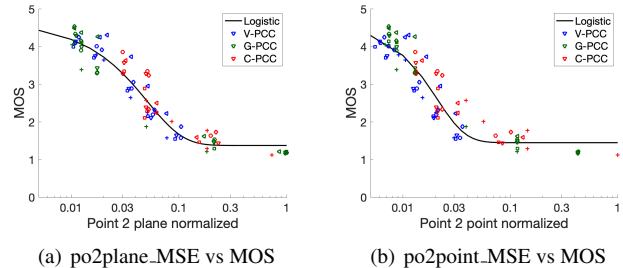 5
4
3
2
1
0
MOS
0.01
0.03
0.1
0.3
1
Point 2 plane normalized
Logistic
V-PCC
G-PCC
C-PCC
(a) po2plane_MSE vs MOS
5
4
3
2
1
0
MOS
0.01
0.03
0.1
0.3
1
Point 2 point normalized
Logistic
V-PCC
G-PCC
C-PCC
(b) po2point_MSE vs MOS